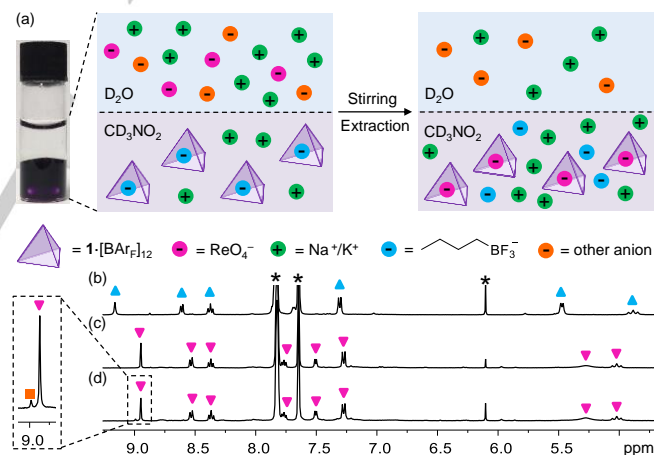 (a)
D₂O
CD₃NO₂
Stirring
Extraction
D₂O
CD₃NO₂
= 1·[BArF]₁₂ = ReO₄⁻ = Na⁺/K⁺ = BF₃⁻ = other anion
(b)
(c)
(d)
* * *
9.0
9.0 8.5 8.0 7.5 7.0 6.5 6.0 5.5 ppm